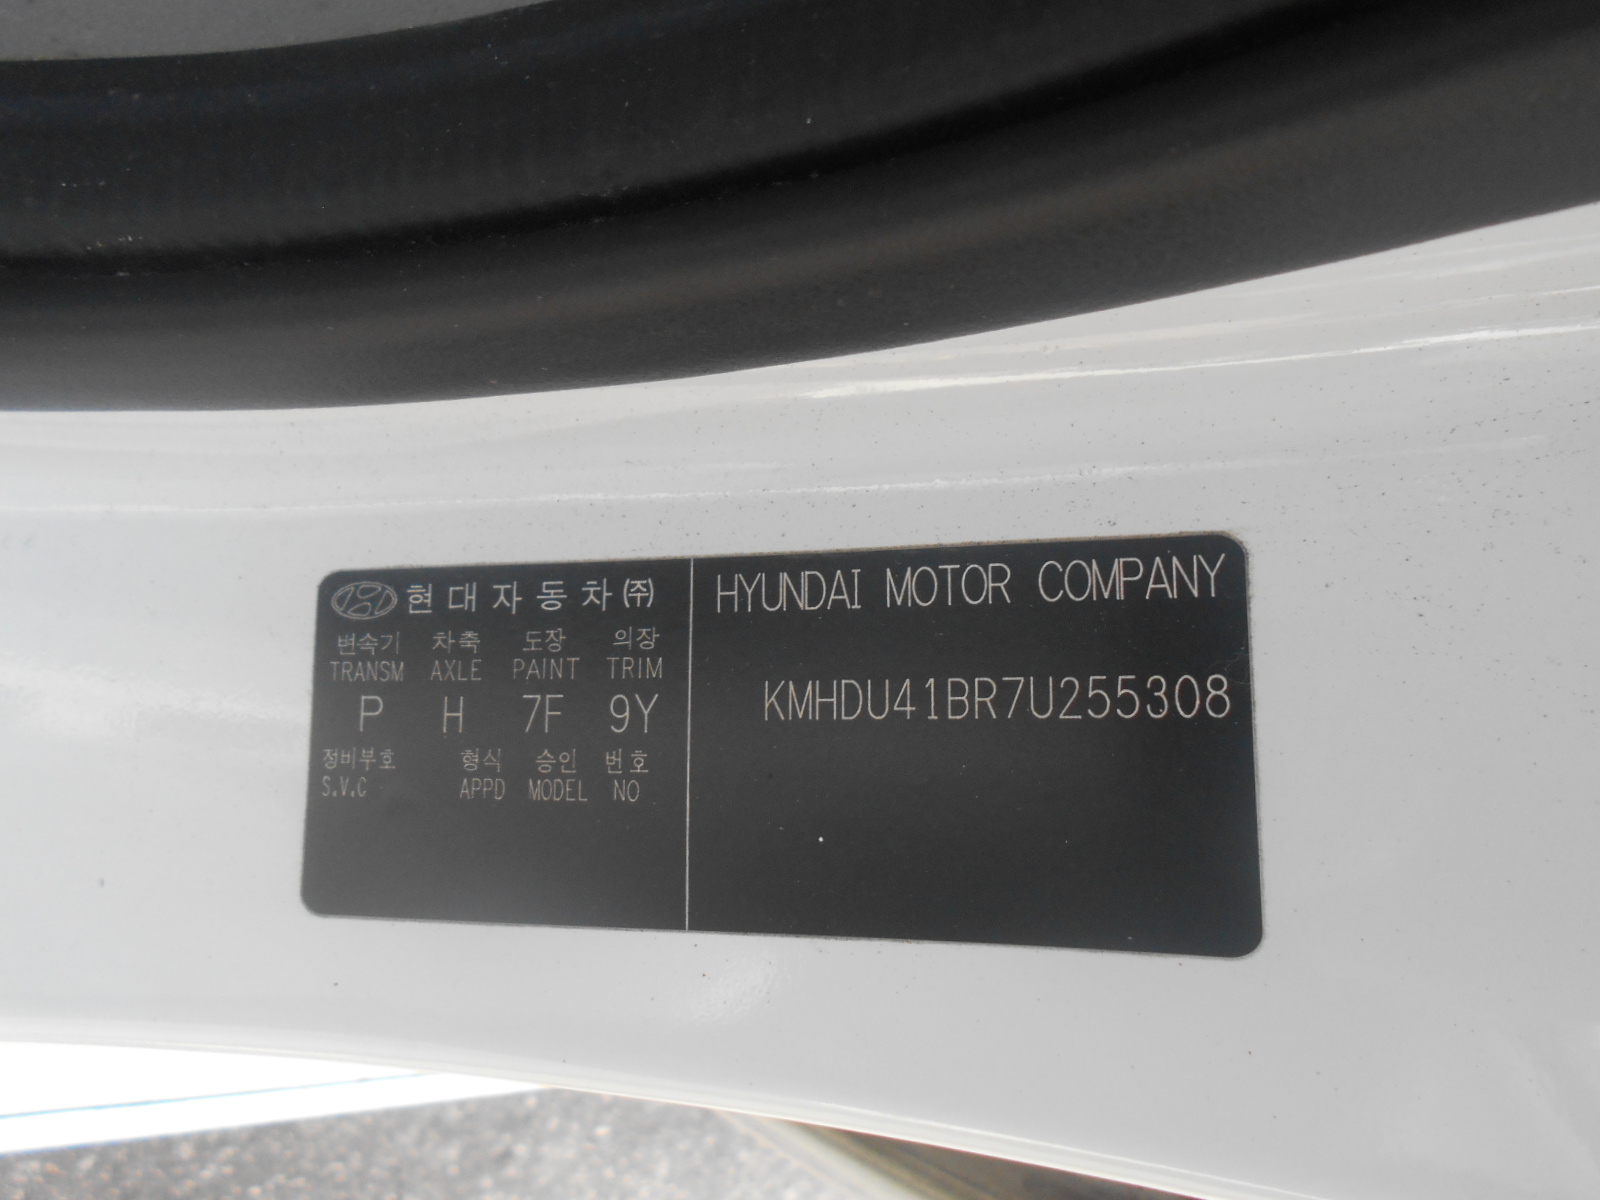 현대자동차㈜
변속기 차축 도장 의장
TRANSM AXLE PAINT TRIM
P H 7F 9Y
정비부호 형식 승인 번호
S.V.C APPD MODEL NO
HYUNDAI MOTOR COMPANY
KMHDU41BR7U255308